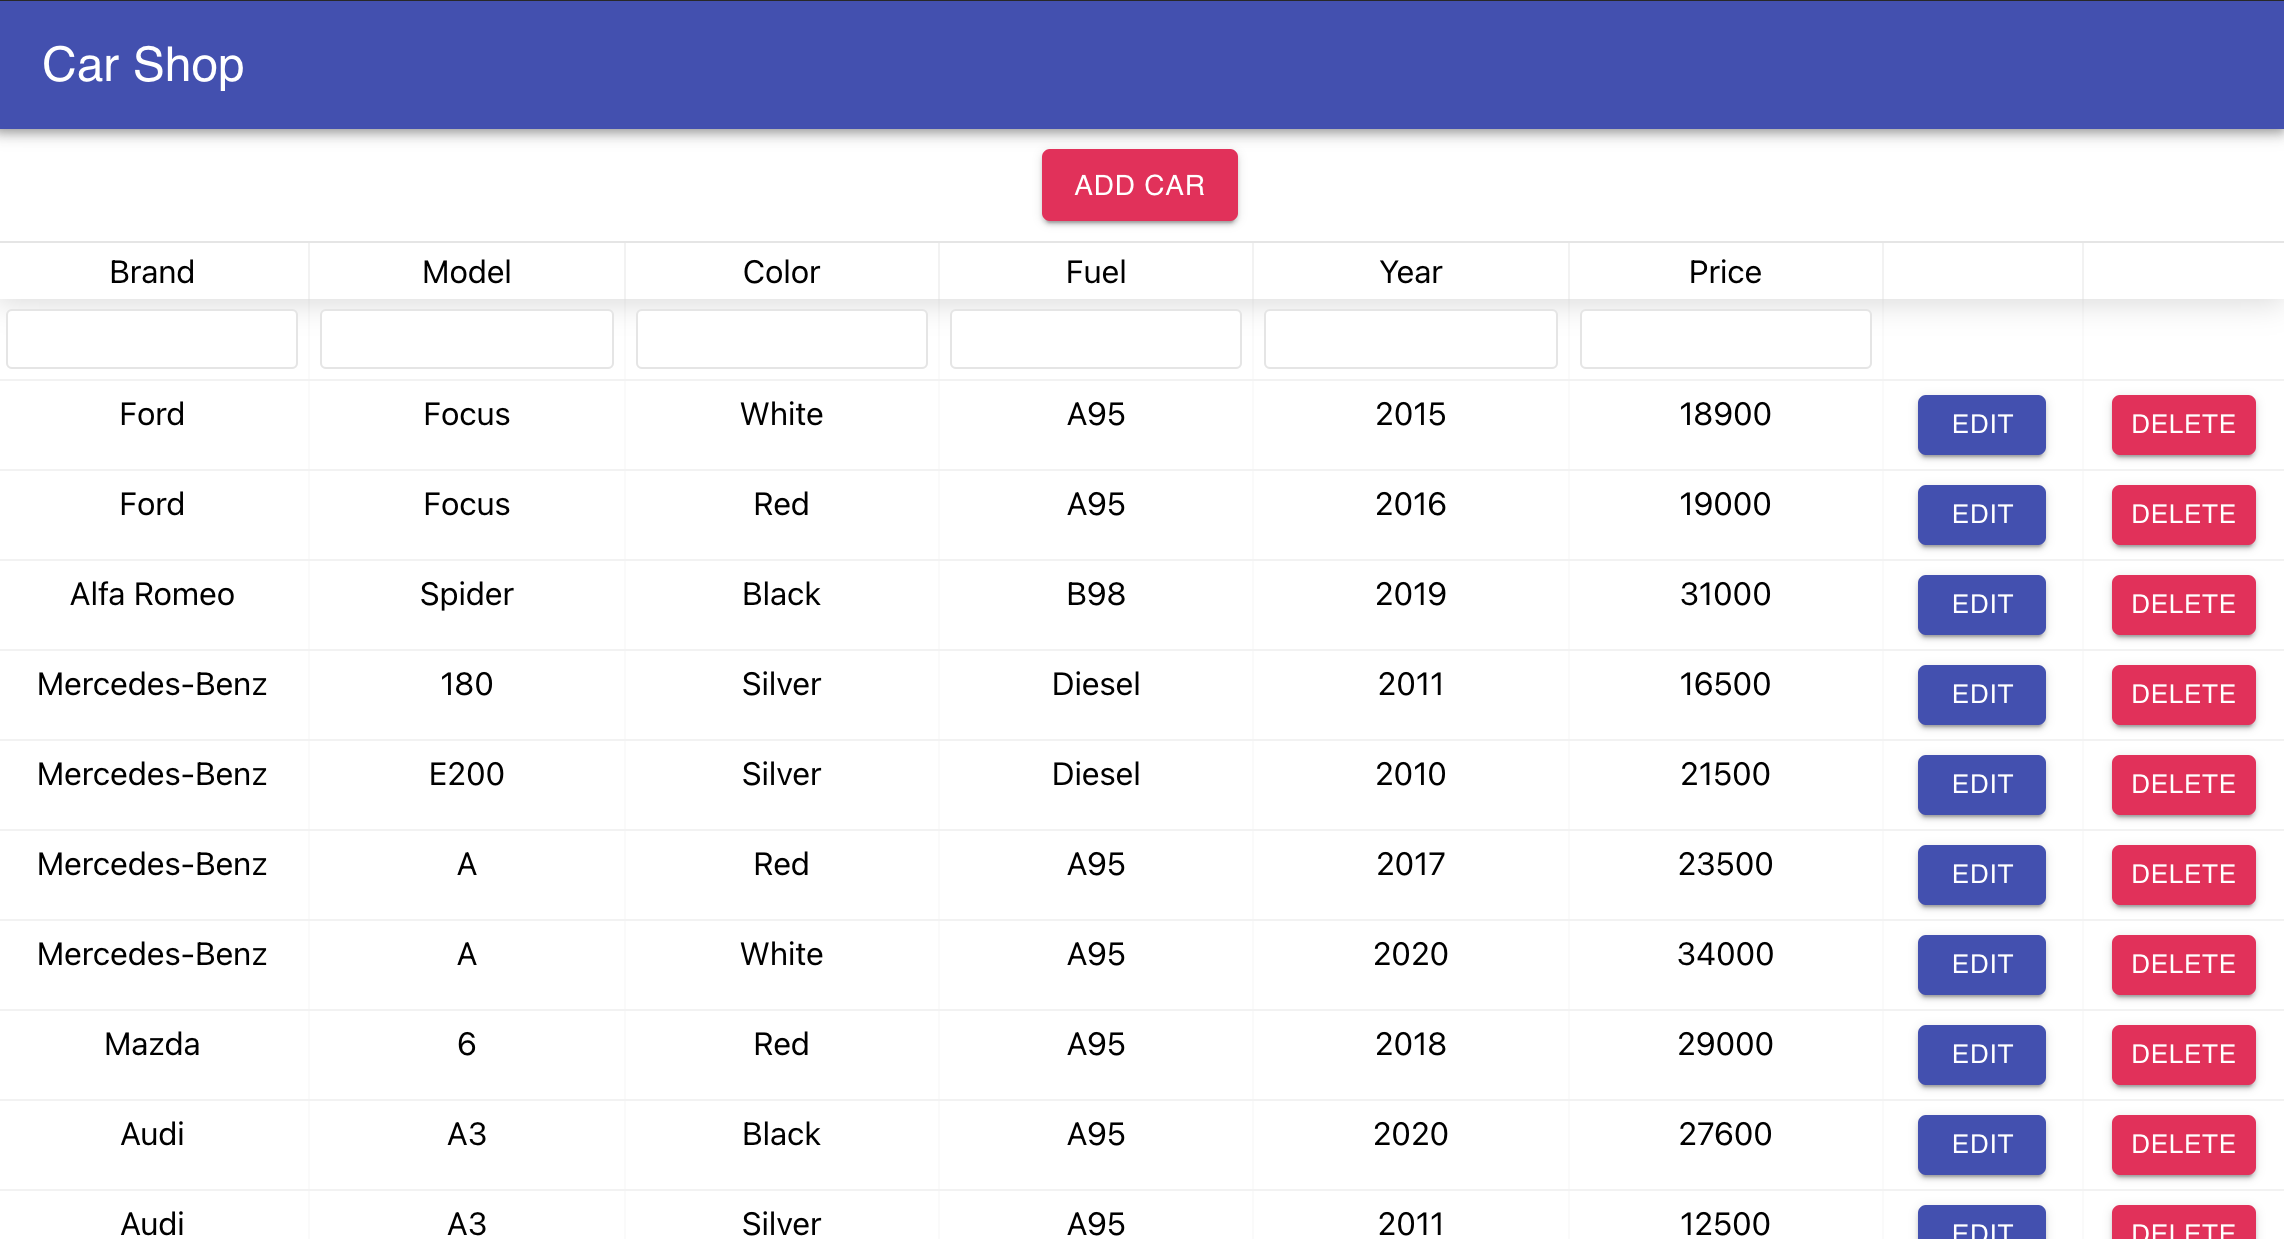 Car Shop
ADD CAR
Brand Model Color Fuel Year Price
Ford Focus White A95 2015 18900 EDIT DELETE
Ford Focus Red A95 2016 19000 EDIT DELETE
Alfa Romeo Spider Black B98 2019 31000 EDIT DELETE
Mercedes-Benz 180 Silver Diesel 2011 16500 EDIT DELETE
Mercedes-Benz E200 Silver Diesel 2010 21500 EDIT DELETE
Mercedes-Benz A Red A95 2017 23500 EDIT DELETE
Mercedes-Benz A White A95 2020 34000 EDIT DELETE
Mazda 6 Red A95 2018 29000 EDIT DELETE
Audi A3 Black A95 2020 27600 EDIT DELETE
Audi A3 Silver A95 2011 12500 EDIT DELETE